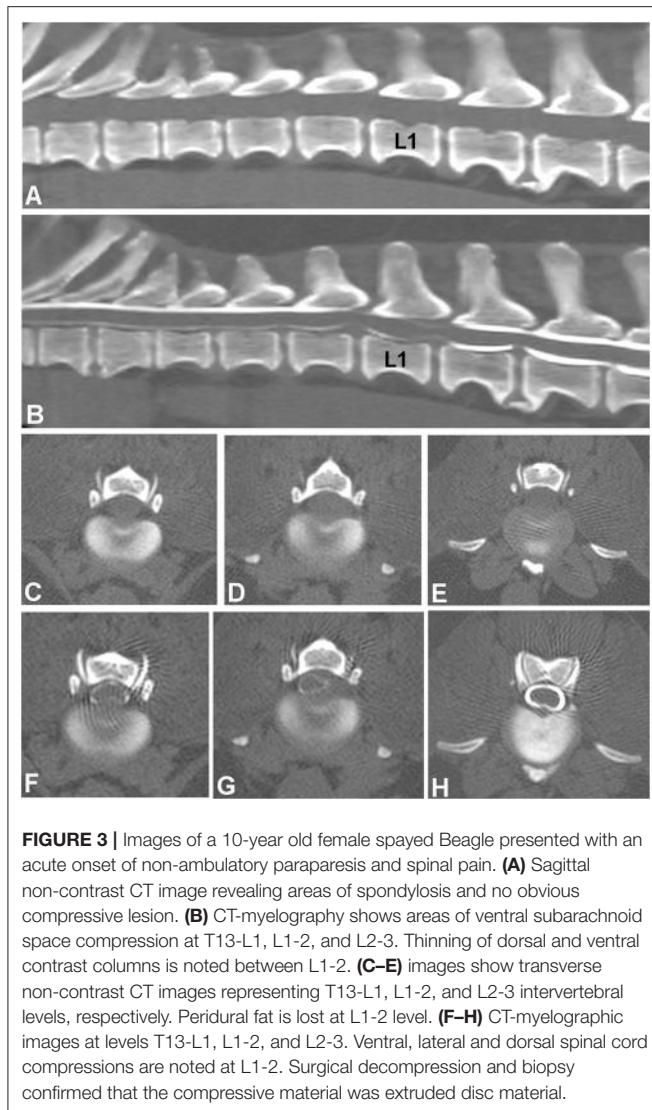 L1
A
L1
B
C
D
E
F
G
H
FIGURE 3 | Images of a 10-year old female spayed Beagle presented with an
acute onset of non-ambulatory paraparesis and spinal pain. (A) Sagittal
non-contrast CT image revealing areas of spondylosis and no obvious
compressive lesion. (B) CT-myelography shows areas of ventral subarachnoid
space compression at T13-L1, L1-2, and L2-3. Thinning of dorsal and ventral
contrast columns is noted between L1-2. (C–E) images show transverse
non-contrast CT images representing T13-L1, L1-2, and L2-3 intervertebral
levels, respectively. Peridural fat is lost at L1-2 level. (F–H) CT-myelographic
images at levels T13-L1, L1-2, and L2-3. Ventral, lateral and dorsal spinal cord
compressions are noted at L1-2. Surgical decompression and biopsy
confirmed that the compressive material was extruded disc material.